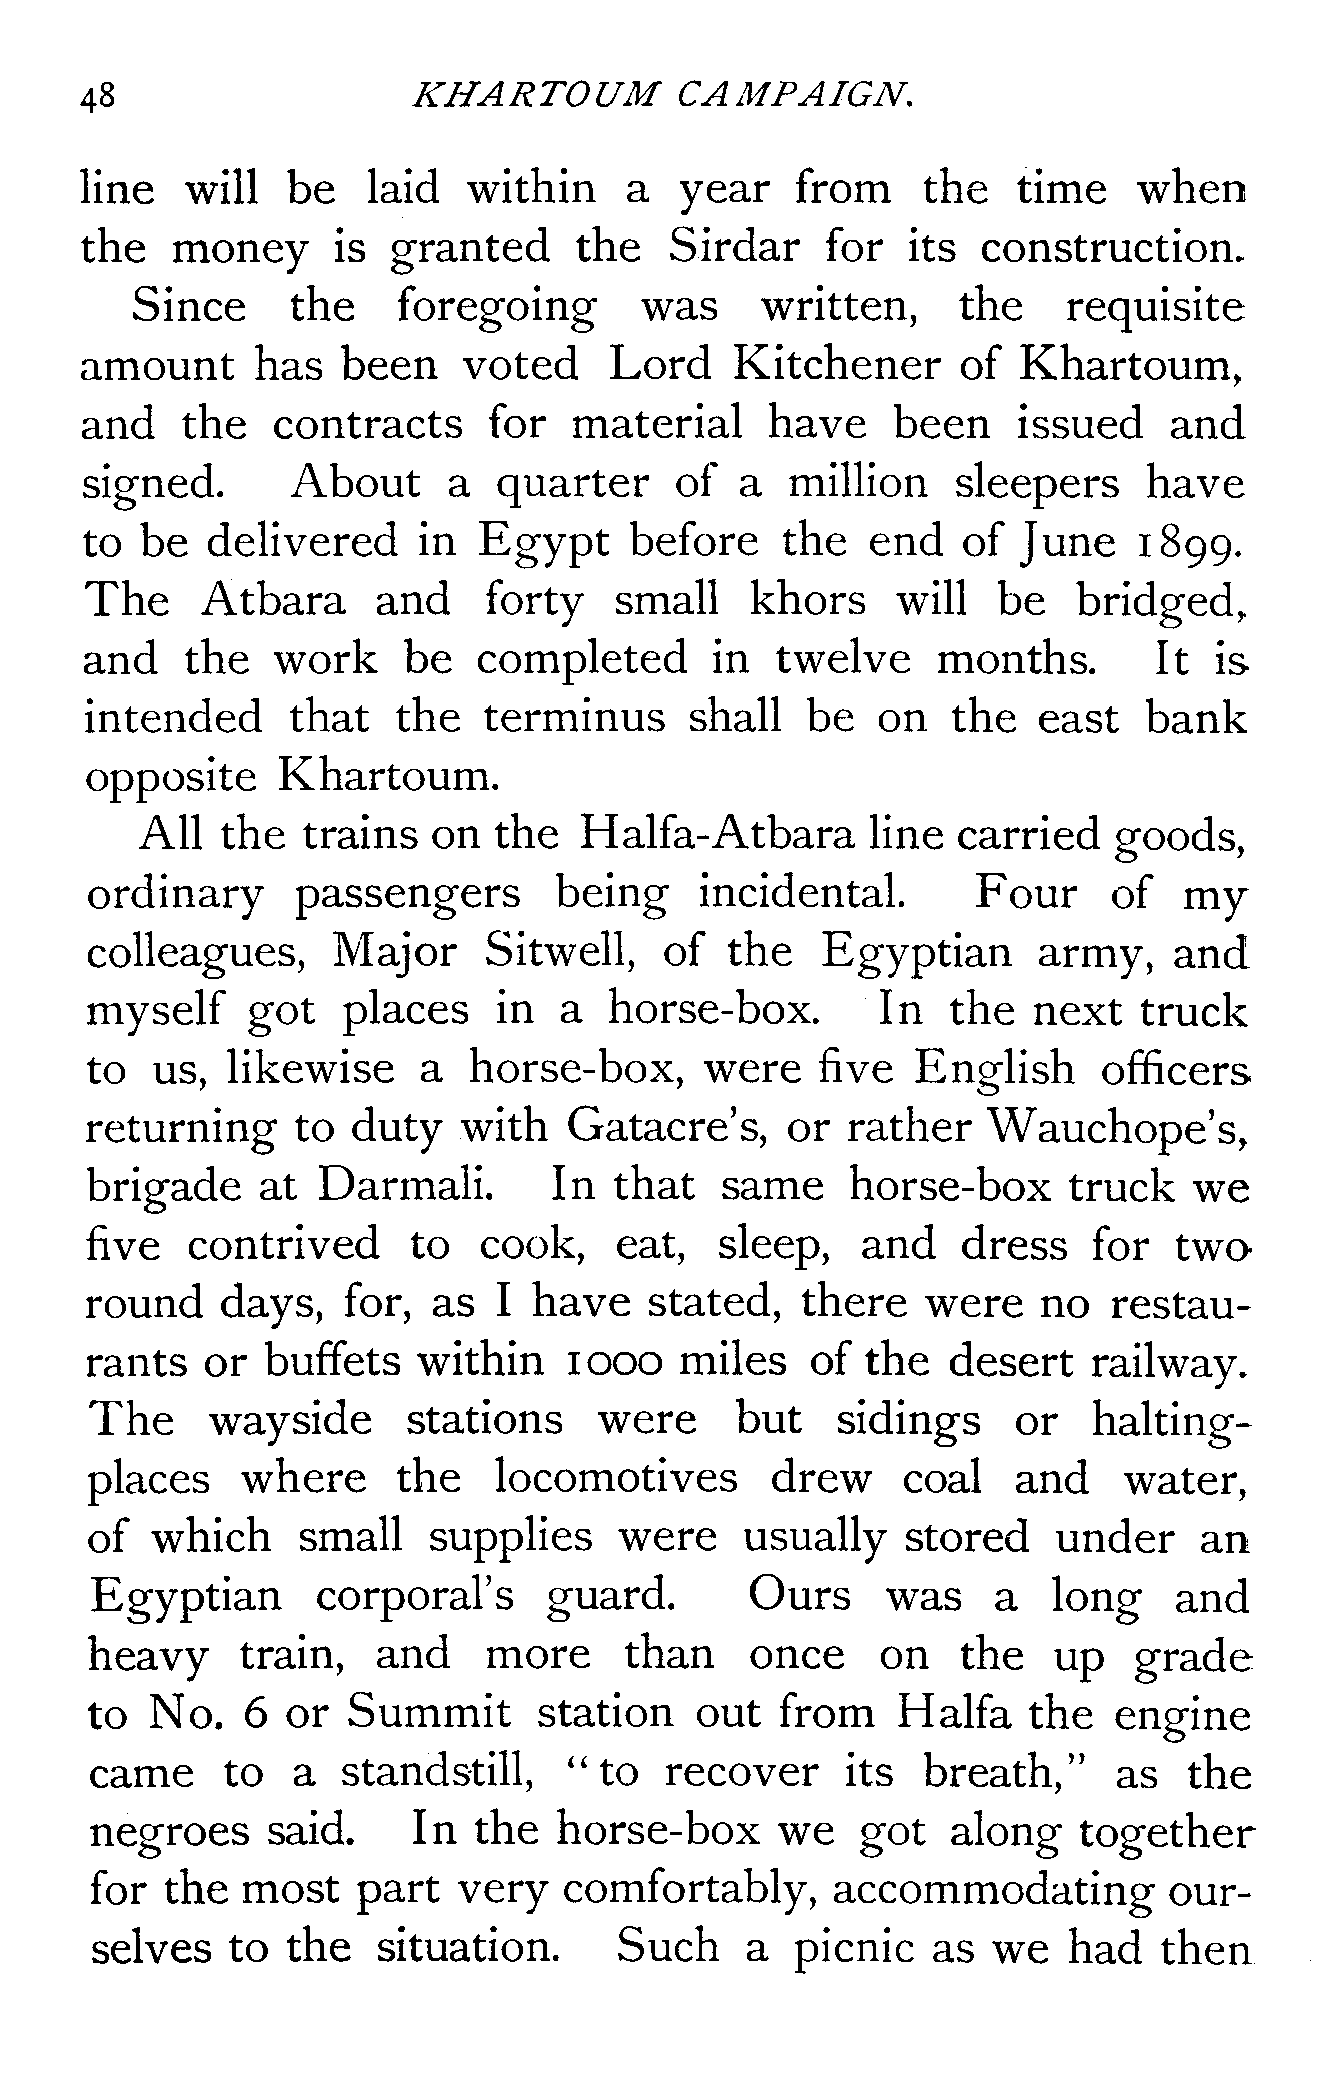 48 KHARTOUM CAMPAIGN.
line will be laid within a year from the time when
the money is granted the Sirdar for its construction.
Since the foregoing was written, the requisite
amount has been voted Lord Kitchener of Khartoum,
and the contracts for material have been issued and
signed. About a quarter of a million sleepers have
to be delivered in Egypt before the end of June 1899.
The Atbara and forty small khors will be bridged,
and the work be completed in twelve months. It is
intended that the terminus shall be on the east bank
opposite Khartoum.
All the trains on the Halfa-Atbara line carried goods,
ordinary passengers being incidental. Four of my
colleagues, Major Sitwell, of the Egyptian army, and
myself got places in a horse-box. In the next truck
to us, likewise a horse-box, were five English officers
returning to duty with Gatacre's, or rather Wauchope's,
brigade at Darmali. In that same horse-box truck we
five contrived to cook, eat, sleep, and dress for two
round days, for, as I have stated, there were no restau-
rants or buffets within 1000 miles of the desert railway.
The wayside stations were but sidings or halting-
places where the locomotives drew coal and water,
of which small supplies were usually stored under an
Egyptian corporal's guard. Ours was a long and
heavy train, and more than once on the up grade
to No. 6 or Summit station out from Halfa the engine
came to a standstill, "to recover its breath," as the
negroes said. In the horse-box we got along together
for the most part very comfortably, accommodating our-
selves to the situation. Such a picnic as we had then